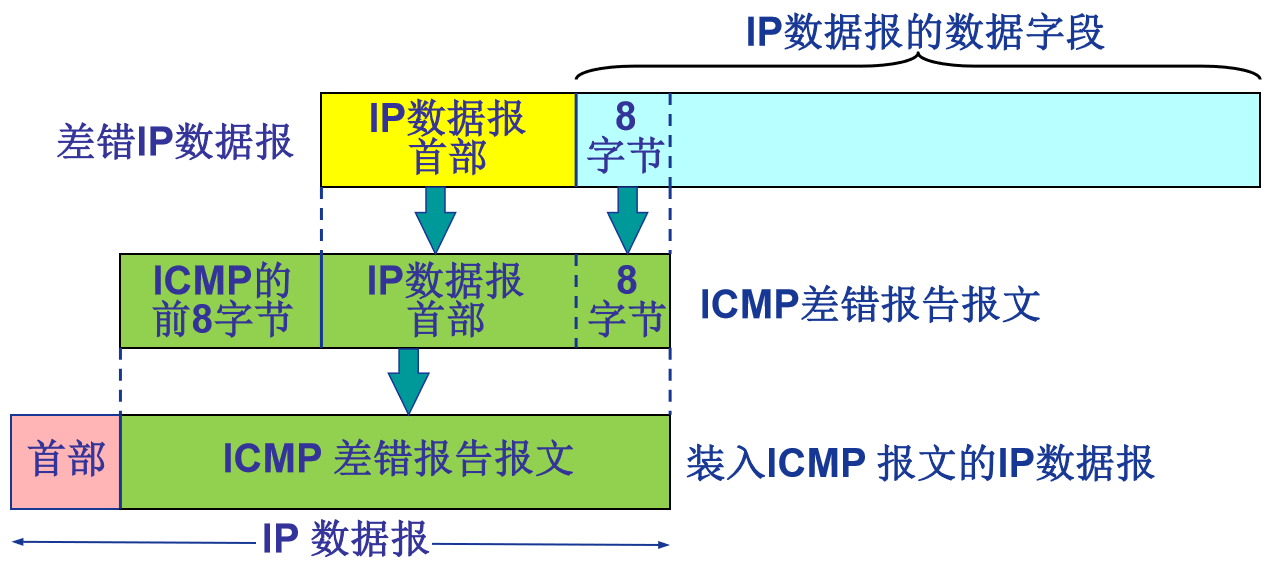 IP数据报的数据字段
差错IP数据报
IP数据报
首部
8
字节
ICMP的
前8字节
IP数据报
首部
8
字节
ICMP差错报告报文
首部
ICMP 差错报告报文
装入ICMP 报文的IP数据报
IP 数据报